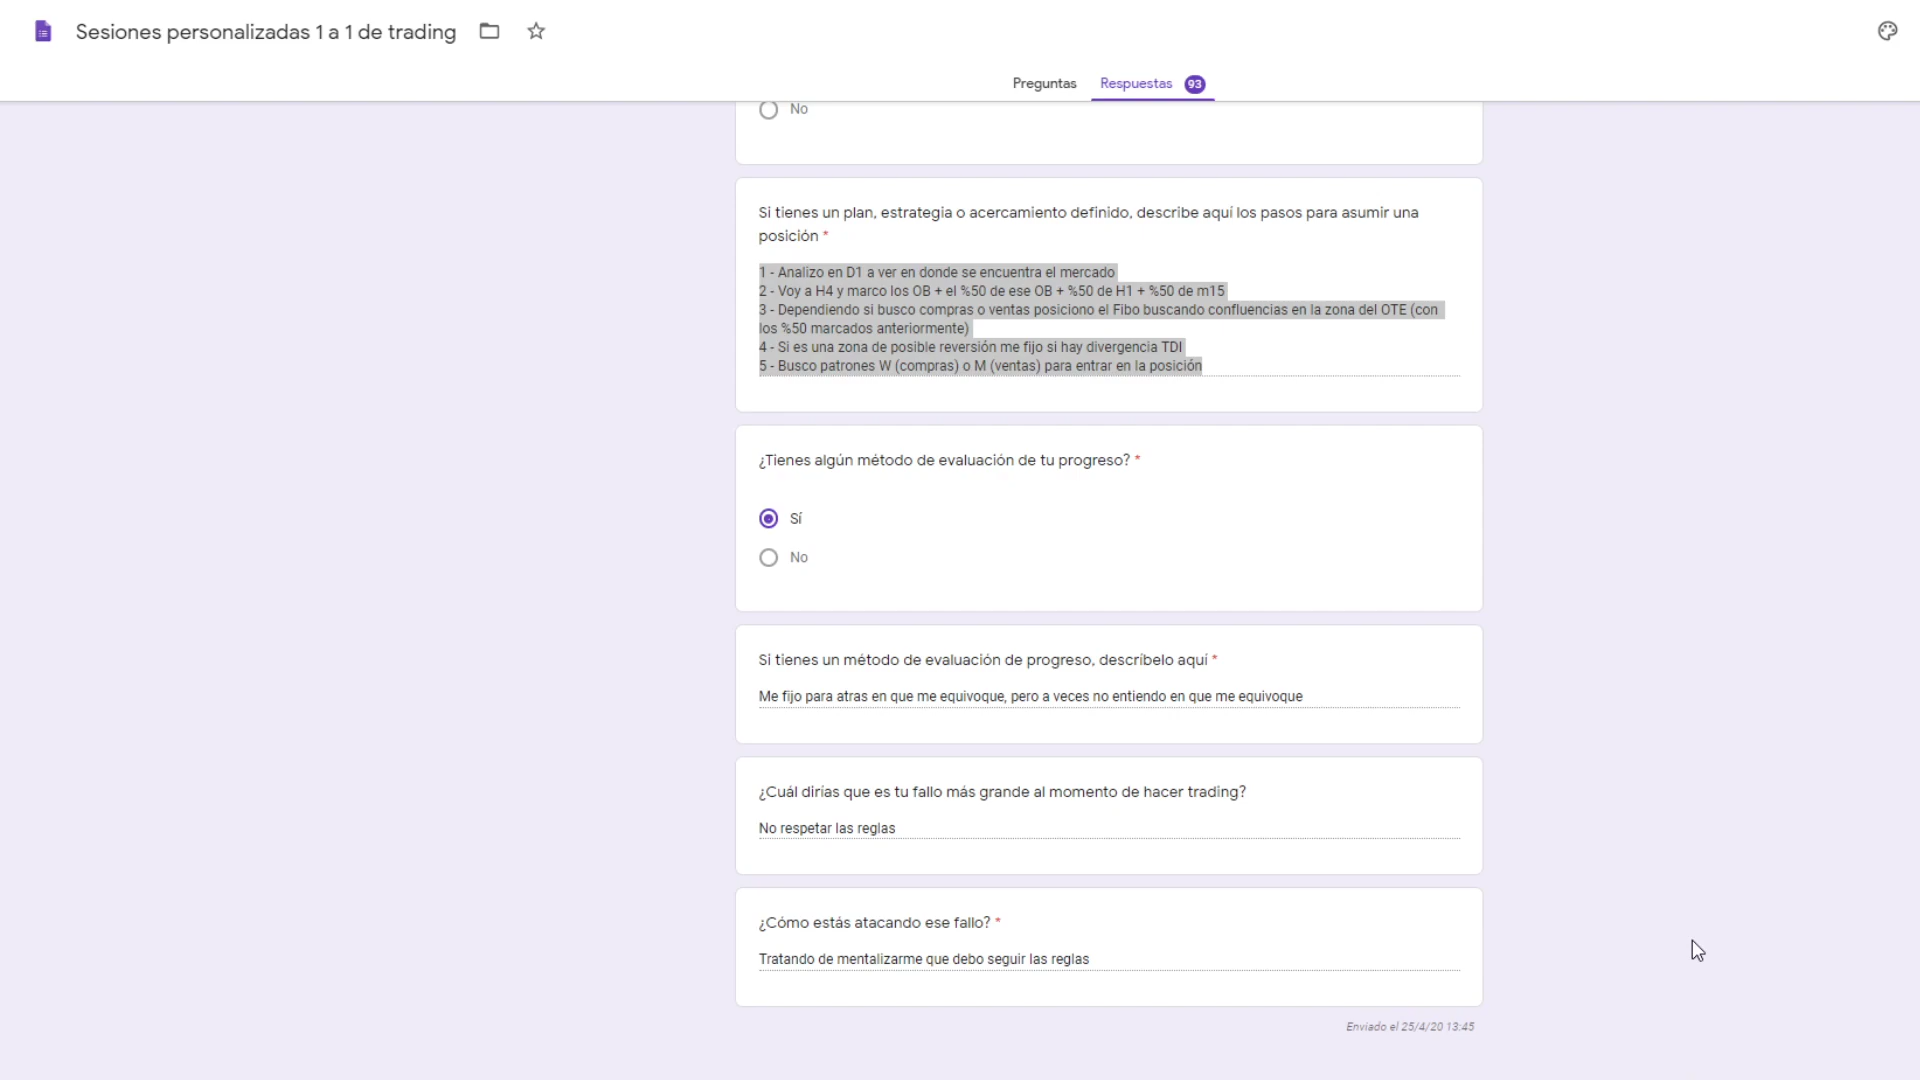 Sesiones personalizadas 1 a 1 de trading
Preguntas
Respuestas 93
No
Si tienes un plan, estrategia o acercamiento definido, describe aquí los pasos para asumir una
posición *
1 - Analizo en D1 a ver en donde se encuentra el mercado
2 - Voy a H4 y marco los OB + el %50 de ese OB + %50 de H1 + %50 de m15
3 - Dependiendo si busco compras o ventas posiciono el Fibo buscando confluencias en la zona del OTE (con
los %50 marcados anteriormente)
4 - Si es una zona de posible reversión me fijo si hay divergencia TDI
5 - Busco patrones W (compras) o M (ventas) para entrar en la posición
¿Tienes algún método de evaluación de tu progreso? *
Sí
No
Si tienes un método de evaluación de progreso, descríbelo aquí *
Me fijo para atras en que me equivoque, pero a veces no entiendo en que me equivoque
¿Cuál dirías que es tu fallo más grande al momento de hacer trading?
No respetar las reglas
¿Cómo estás atacando ese fallo? *
Tratando de mentalizarme que debo seguir las reglas
Enviado el 25/4/20 13:45